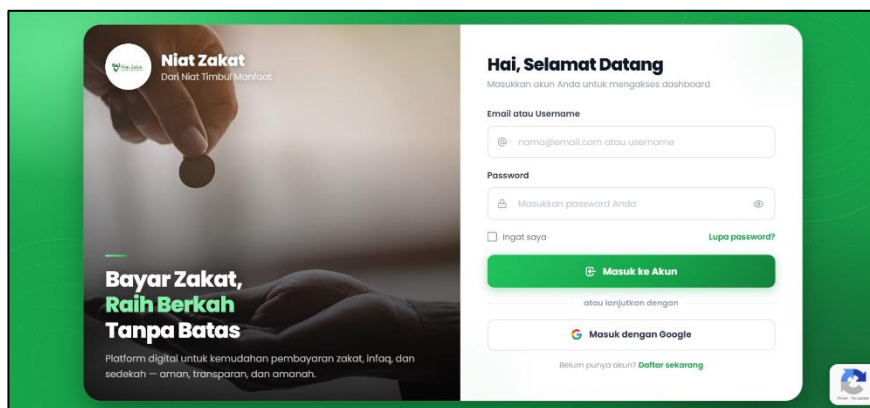 Niat Zakat
Dari Niat Timbul Manfaat
Bayar Zakat,
Raih Berkah
Tanpa Batas
Platform digital untuk kemudahan pembayaran zakat, infaq, dan
sedekah — aman, transparan, dan amanah.
Hai, Selamat Datang
Masukkan akun Anda untuk mengakses dashboard
Email atau Username
@ nama@email.com atau username
Password
Masukkan password Anda
Ingat saya
Lupa password?
Masuk ke Akun
atau lanjutkan dengan
Masuk dengan Google
Belum punya akun? Daftar sekarang